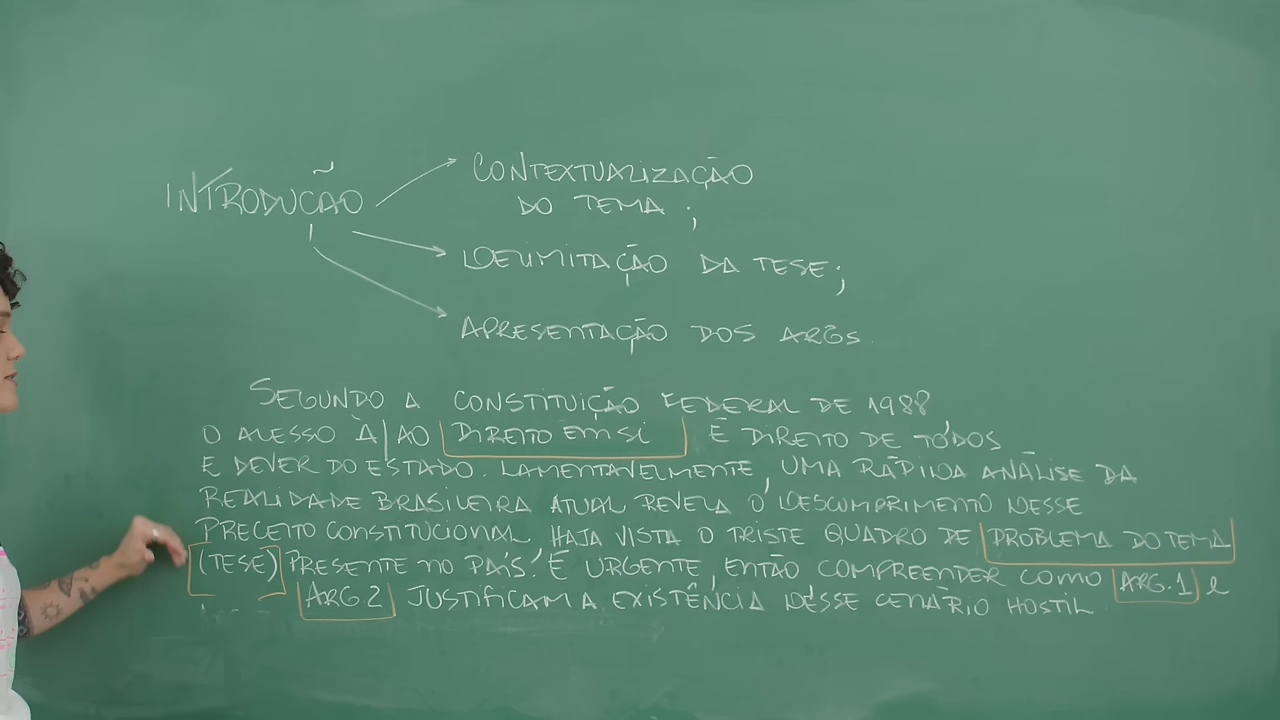 INTRODUCÃO
CONTEXTUALIZAÇÃO
DO TEMA ;
DELIMITAÇÃO DA TESE;
APRESENTAÇÃO DOS ARGS.
SEGUNDO A CONSTITUIÇÃO FEDERAL DE 1988
O ACESSO À/AO DIREITO EM SI É DIREITO DE TODOS
E DEVER DO ESTADO. LAMENTAVELMENTE, UMA RÁPIDA ANÁLISE DA
REALIDADE BRASILEIRA ATUAL REVELA O DESCUMPRIMENTO DESSE
PRECEITO CONSTITUCIONAL HAJA VISTA O TRISTE QUADRO DE PROBLEMA DO TEMA
(TESE) PRESENTE NO PAÍS. É URGENTE, ENTÃO COMPREENDER COMO ARG.1 e
ARG.2 JUSTIFICAM A EXISTÊNCIA DESSE CENÁRIO HOSTIL.